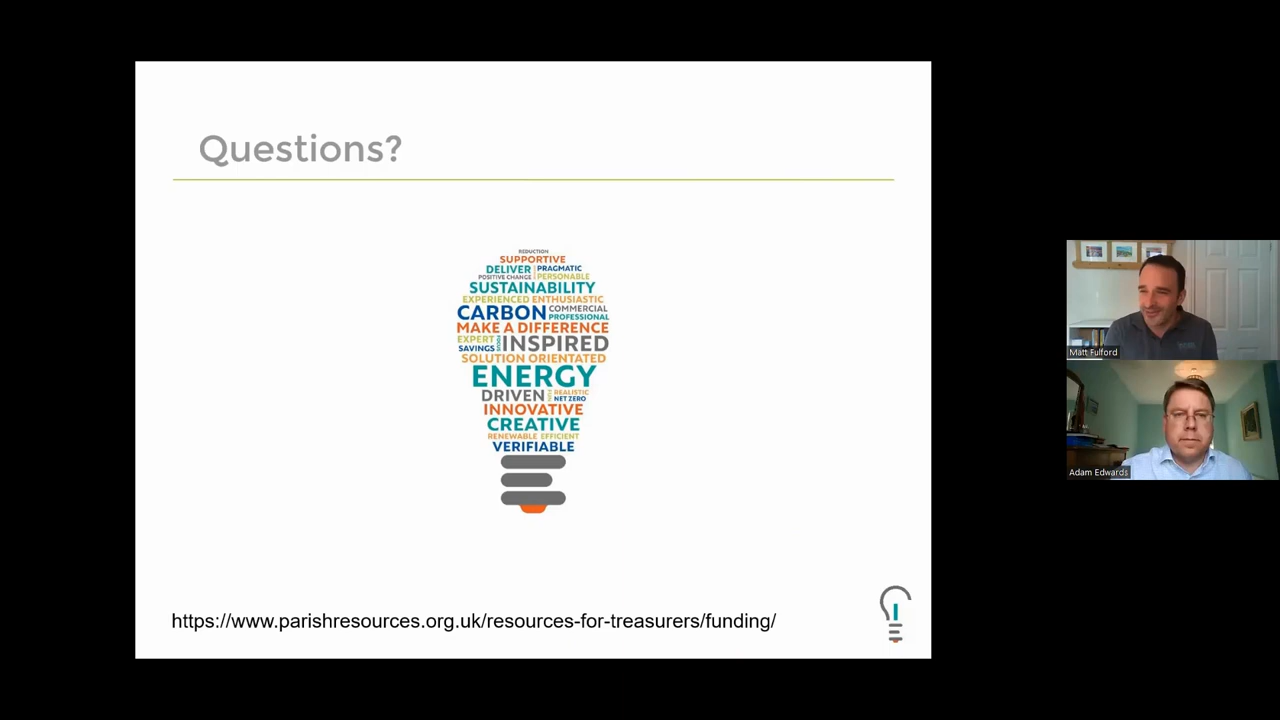 Questions?
REDUCTION
SUPPORTIVE
DELIVER PRAGMATIC
POSITIVE CHANGE PERSONABLE
SUSTAINABILITY
EXPERIENCED ENTHUSIASTIC
CARBON COMMERCIAL
PROFESSIONAL
MAKE A DIFFERENCE
EXPERT
SAVINGS FOCUS INSPIRED
SOLUTION ORIENTATED
ENERGY
DRIVEN REALISTIC
NET ZERO
INNOVATIVE
CREATIVE
RENEWABLE EFFICIENT
VERIFIABLE
https://www.parishresources.org.uk/resources-for-treasurers/funding/
Matt Fulford
Adam Edwards